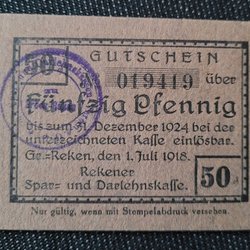 GUTSCHEIN
50 019419 über
Fünfzig Pfennig
bis zum 31. Dezember 1924 bei der
unterzeichneten Kasse einlösbar.
Gr.-Reken, den 1. Juli 1918.
Rekener
Spar- und Darlehnskasse.
50
Nur gültig, wenn mit Stempelabdruck versehen.